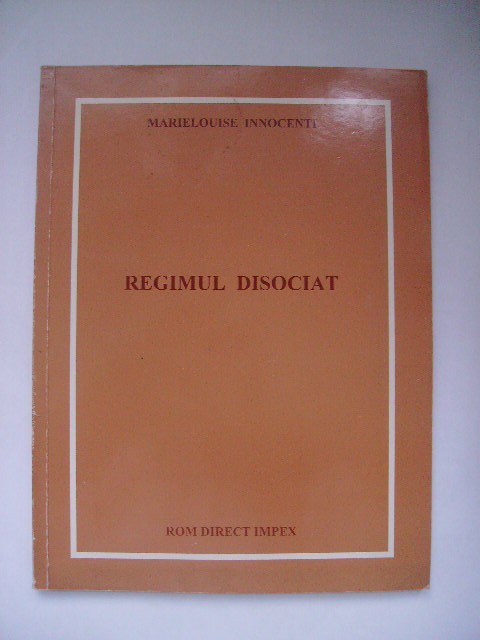 MARIELOUISE INNOCENTI
REGIMUL DISOCIAT
ROM DIRECT IMPEX